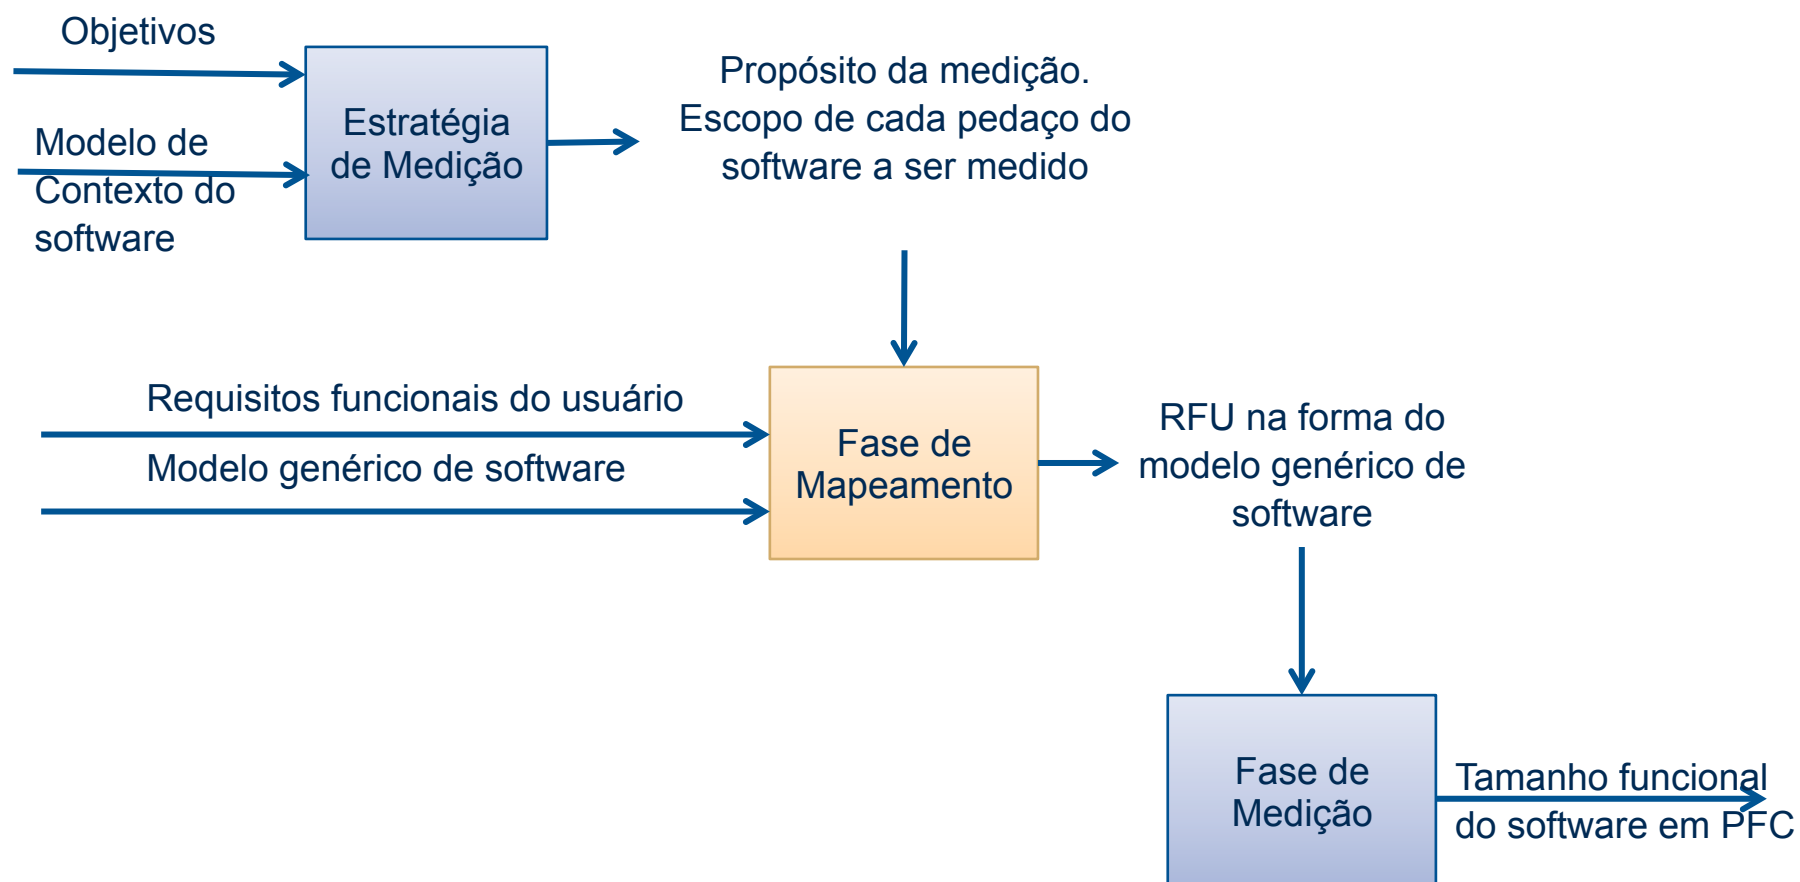 Objetivos
Modelo de
Contexto do
software
Estratégia
de Medição
Propósito da medição.
Escopo de cada pedaço do
software a ser medido
Requisitos funcionais do usuário
Modelo genérico de software
Fase de
Mapeamento
RFU na forma do
modelo genérico de
software
Fase de
Medição
Tamanho funcional
do software em PFC